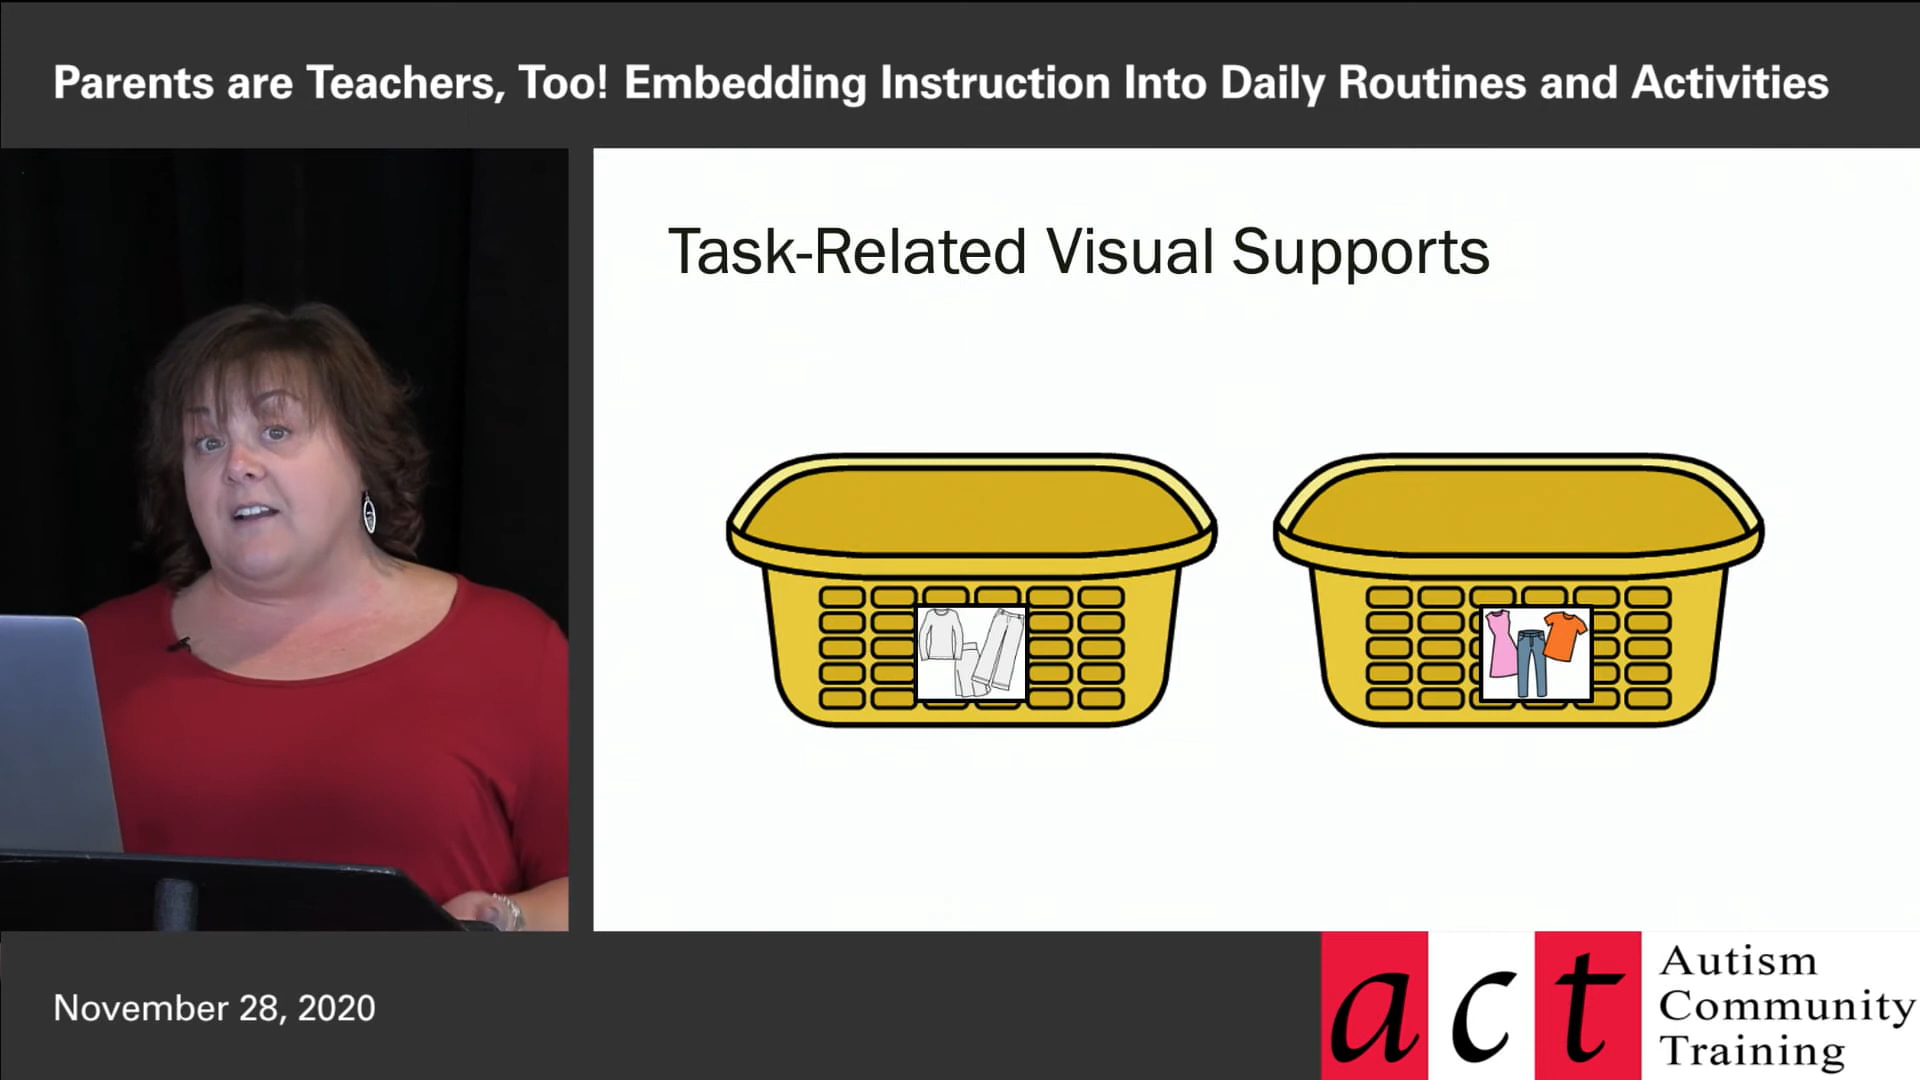 Parents are Teachers, Too! Embedding Instruction Into Daily Routines and Activities
Task-Related Visual Supports
November 28, 2020
act
Autism
Community
Training